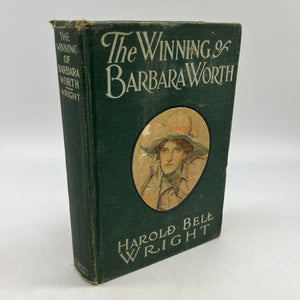 THE
WINNING
OF
BARBARA
WORTH
WRIGHT
The WINNING of
BARBARA WORTH
HAROLD BELL
WRIGHT